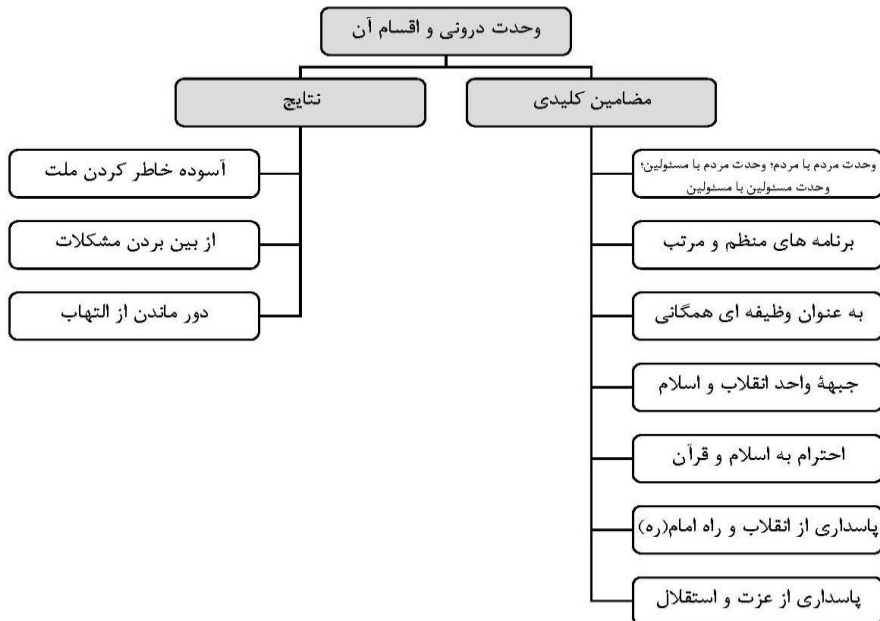 وحدت درونی و اقسام آن
مضامین کلیدی
نتایج
وحدت مردم با مردم؛ وحدت مردم با مسئولین؛
وحدت مسئولین با مسئولین
برنامه های منظم و مرتب
به عنوان وظیفه ای همگانی
جبهۀ واحد انقلاب و اسلام
احترام به اسلام و قرآن
پاسداری از انقلاب و راه امام(ره)
پاسداری از عزت و استقلال
آسوده خاطر کردن ملت
از بین بردن مشکلات
دور ماندن از التهاب